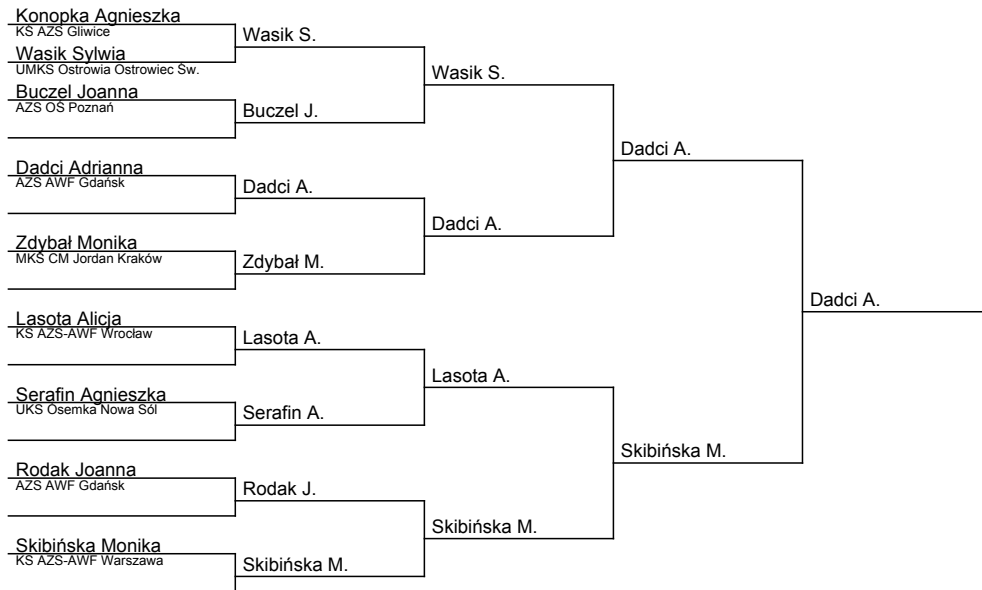 Konopka Agnieszka
KS AZS Gliwice
Wasik S.
Wasik Sylwia
UMKS Ostrowia Ostrowiec Św.
Wasik S.
Buczel Joanna
AZS OŚ Poznań
Buczel J.
Dadci A.
Dadci Adrianna
AZS AWF Gdańsk
Dadci A.
Dadci A.
Zdybał Monika
MKS CM Jordan Kraków
Zdybał M.
Dadci A.
Lasota Alicja
KS AZS-AWF Wrocław
Lasota A.
Lasota A.
Serafin Agnieszka
UKS Ósemka Nowa Sól
Serafin A.
Skibińska M.
Rodak Joanna
AZS AWF Gdańsk
Rodak J.
Skibińska M.
Skibińska Monika
KS AZS-AWF Warszawa
Skibińska M.